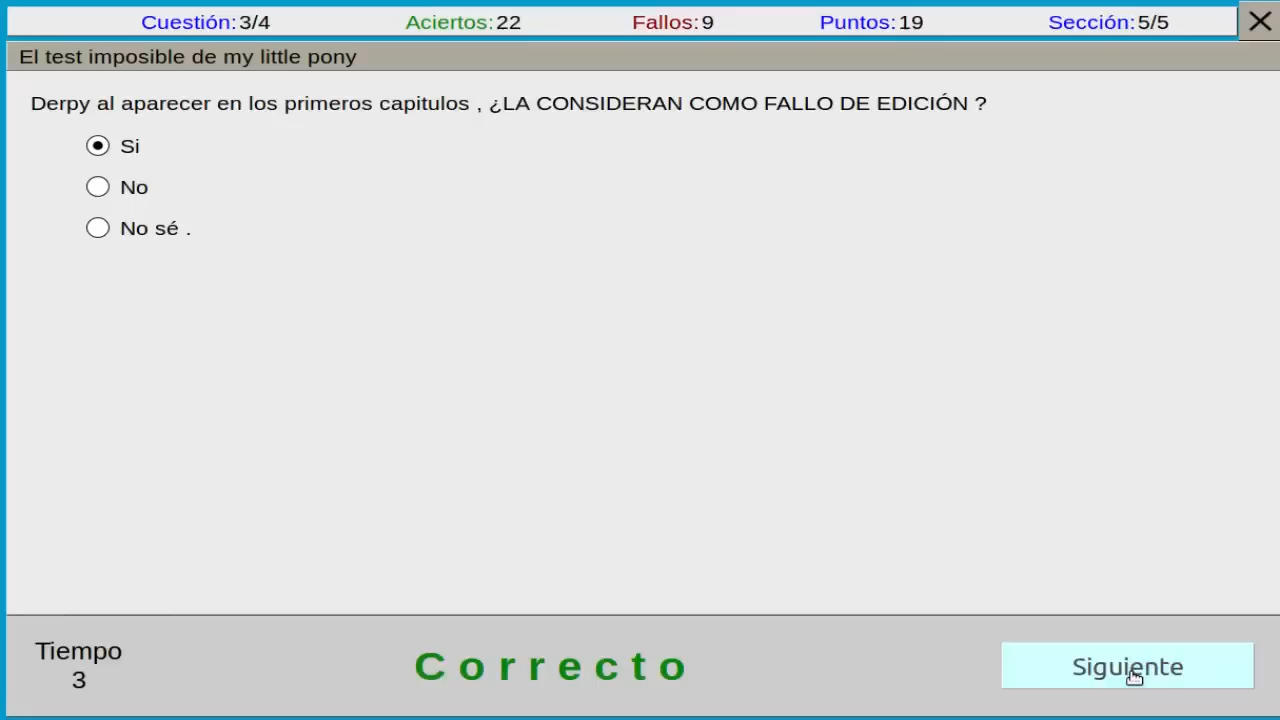 Cuestión:3/4 Aciertos:22 Fallos:9 Puntos:19 Sección:5/5
El test imposible de my little pony
Derpy al aparecer en los primeros capitulos , ¿LA CONSIDERAN COMO FALLO DE EDICIÓN ?
Si
No
No sé .
Tiempo
3
Correcto
Siguiente